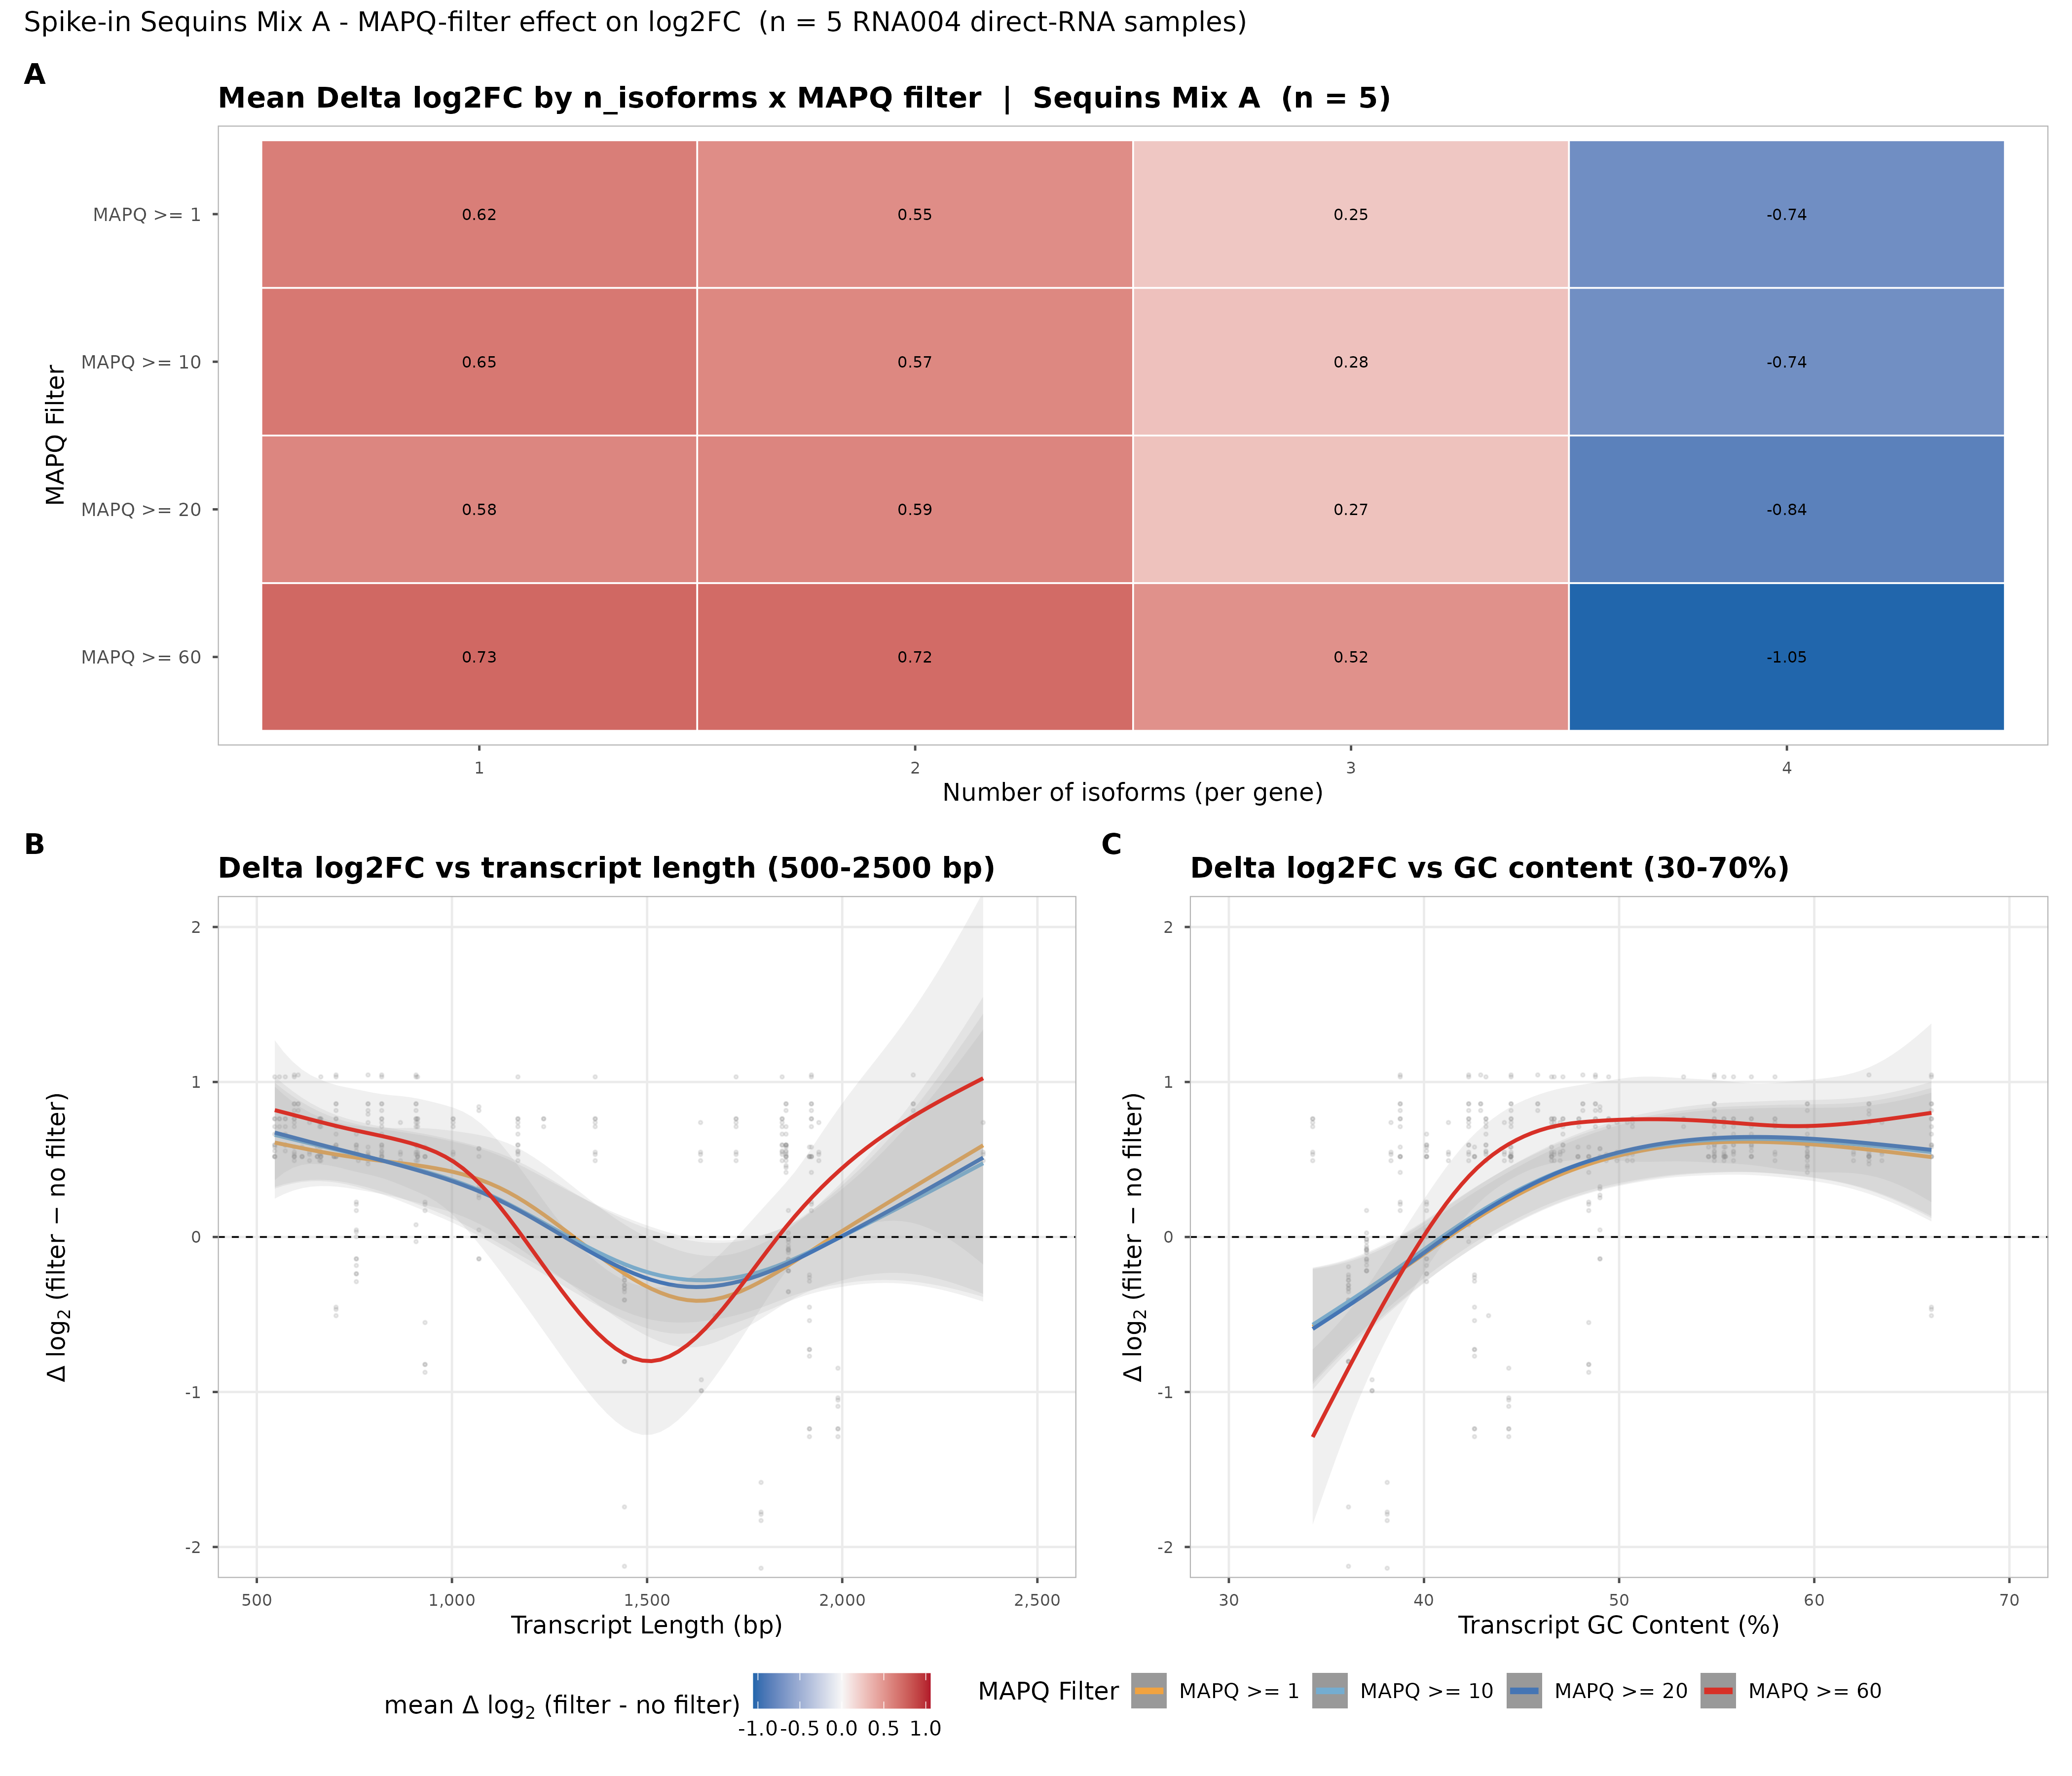 Spike-in Sequins Mix A - MAPQ-filter effect on log2FC (n = 5 RNA004 direct-RNA samples)
A
Mean Delta log2FC by n_isoforms x MAPQ filter | Sequins Mix A (n = 5)
MAPQ Filter
MAPQ >= 1
0.62 0.55 0.25 -0.74
MAPQ >= 10
0.65 0.57 0.28 -0.74
MAPQ >= 20
0.58 0.59 0.27 -0.84
MAPQ >= 60
0.73 0.72 0.52 -1.05
1 2 3 4
Number of isoforms (per gene)
B
Delta log2FC vs transcript length (500-2500 bp)
Δ log₂ (filter − no filter)
2
1
0
-1
-2
500 1,000 1,500 2,000 2,500
Transcript Length (bp)
C
Delta log2FC vs GC content (30-70%)
Δ log₂ (filter − no filter)
2
1
0
-1
-2
30 40 50 60 70
Transcript GC Content (%)
mean Δ log₂ (filter - no filter)
-1.0 -0.5 0.0 0.5 1.0
MAPQ Filter MAPQ >= 1 MAPQ >= 10 MAPQ >= 20 MAPQ >= 60